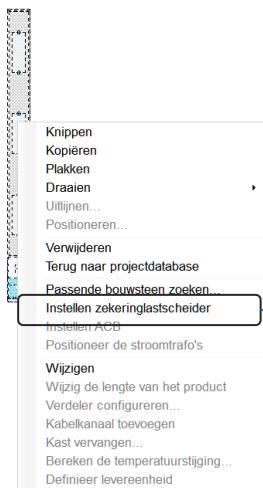 Knippen
Kopiëren
Plakken
Draaien
Uitlijnen...
Positioneren...
Verwijderen
Terug naar projectdatabase
Passende bouwsteen zoeken...
Instellen zekeringlastscheider
Instellen ACB
Positioneer de stroomtrafo's
Wijzigen
Wijzig de lengte van het product
Verdeler configureren...
Kabelkanaal toevoegen
Kast vervangen...
Bereken de temperatuurstijging...
Definieer levereenheid